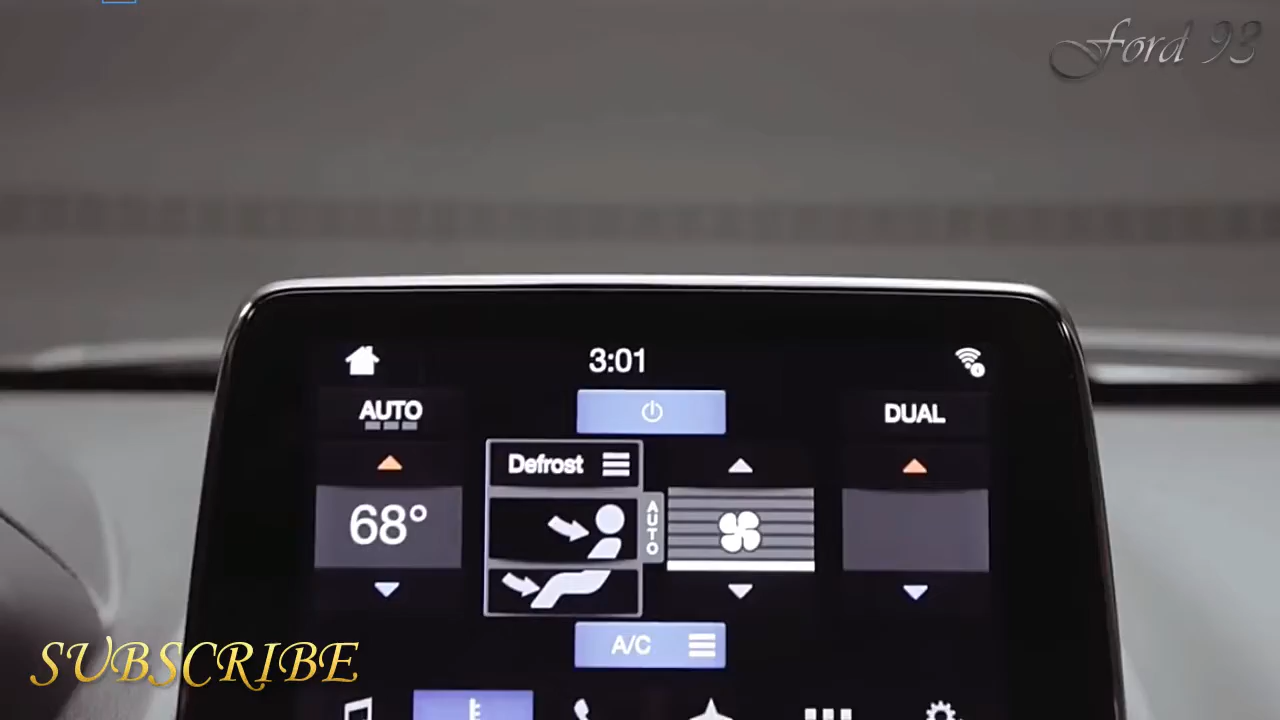 Ford 93
3:01
AUTO
DUAL
Defrost
68°
AUTO
A/C
SUBSCRIBE